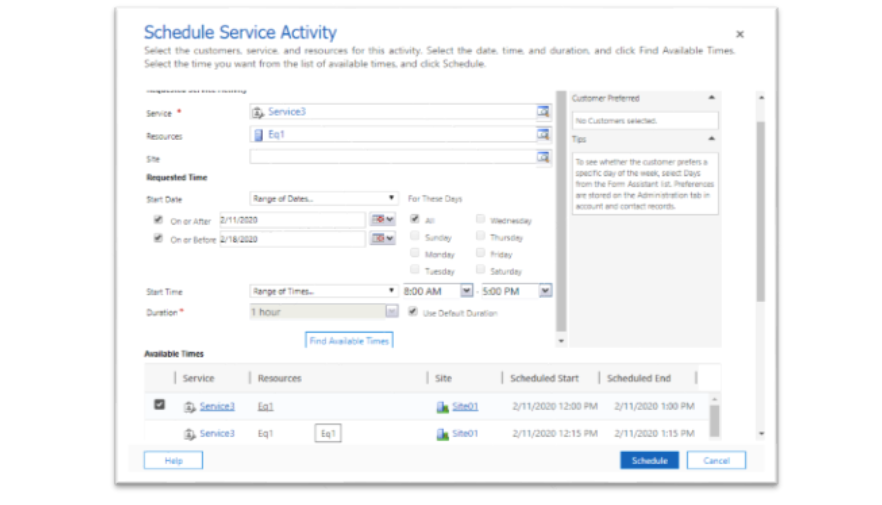 Schedule Service Activity
Select the customers, service, and resources for this activity. Select the date, time, and duration, and click Find Available Times.
Select the time you want from the list of available times, and click Schedule.
Requested Service Activity
Service *
Service3
Resources
Eq1
Site
Requested Time
Start Date
Range of Dates...
For These Days
On or After 2/11/2020
On or Before 2/18/2020
All
Wednesday
Sunday
Thursday
Monday
Friday
Tuesday
Saturday
Start Time
Range of Times...
8:00 AM - 5:00 PM
Duration *
1 hour
Use Default Duration
Find Available Times
Customer Preferred
No Customers selected.
Tips
To see whether the customer prefers a
specific day of the week, select Days
from the Form Assistant list. Preferences
are stored on the Administration tab in
account and contact records.
Available Times
Service Resources Site Scheduled Start Scheduled End
Service3 Eq1 Site01 2/11/2020 12:00 PM 2/11/2020 1:00 PM
Service3 Eq1 Eq1 Site01 2/11/2020 12:15 PM 2/11/2020 1:15 PM
Help
Schedule
Cancel